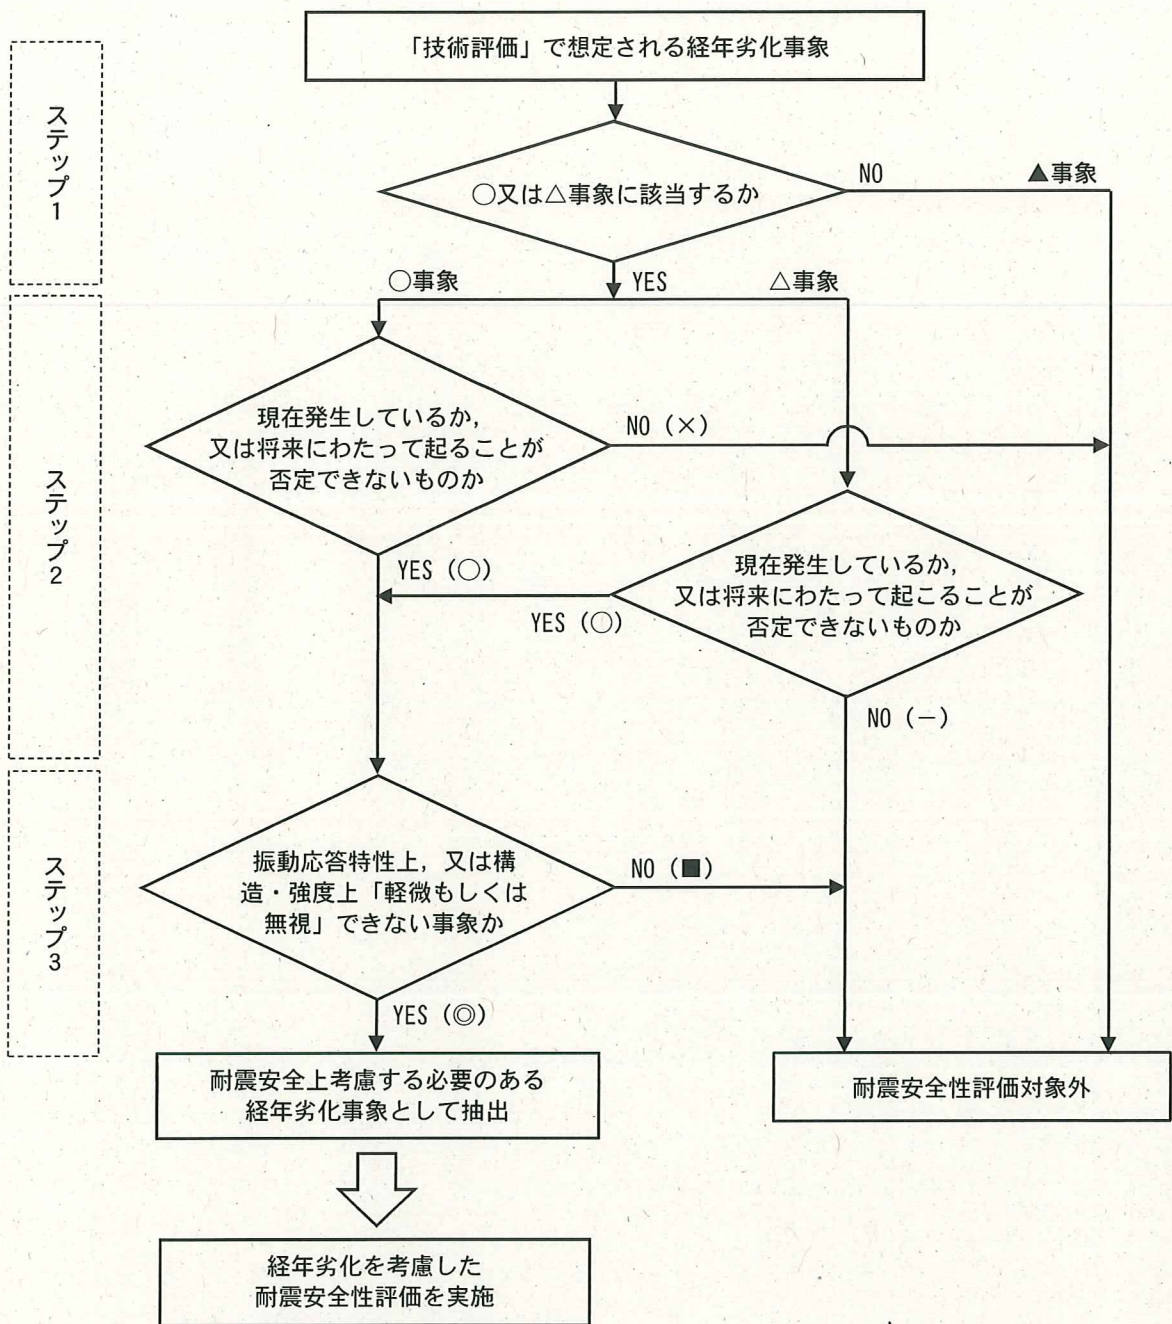 「技術評価」で想定される経年劣化事象
ステップ1
○又は△事象に該当するか
NO
▲事象
○事象
YES
△事象
ステップ2
現在発生しているか,
又は将来にわたって起ることが
否定できないものか
NO（×）
YES（○）
現在発生しているか,
又は将来にわたって起こることが
否定できないものか
YES（○）
NO（－）
ステップ3
振動応答特性上，又は構
造・強度上「軽微もしくは
無視」できない事象か
NO（■）
YES（◎）
耐震安全上考慮する必要のある
経年劣化事象として抽出
耐震安全性評価対象外
経年劣化を考慮した
耐震安全性評価を実施